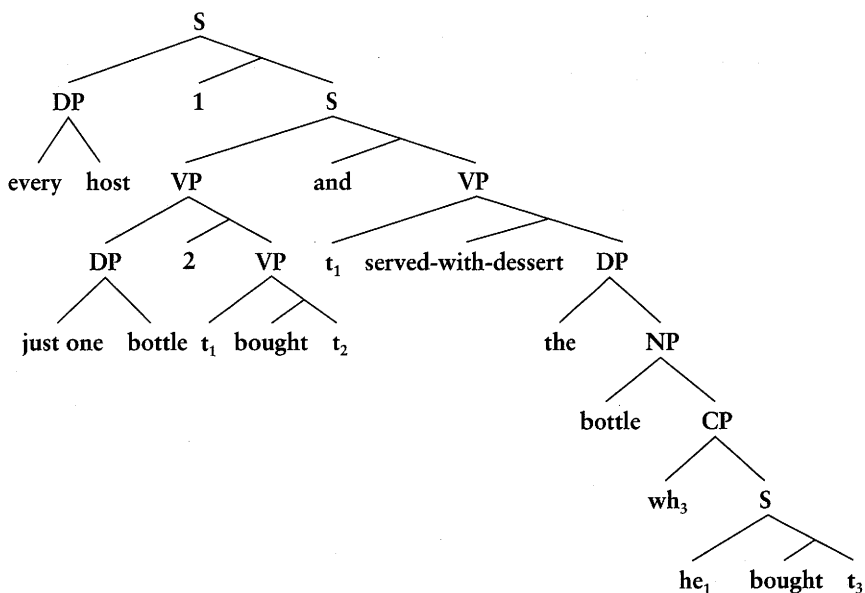 S
DP 1 S
every host VP and VP
DP 2 VP t₁ served-with-dessert DP
just one bottle t₁ bought t₂ the NP
bottle CP
wh₃ S
he₁ bought t₃